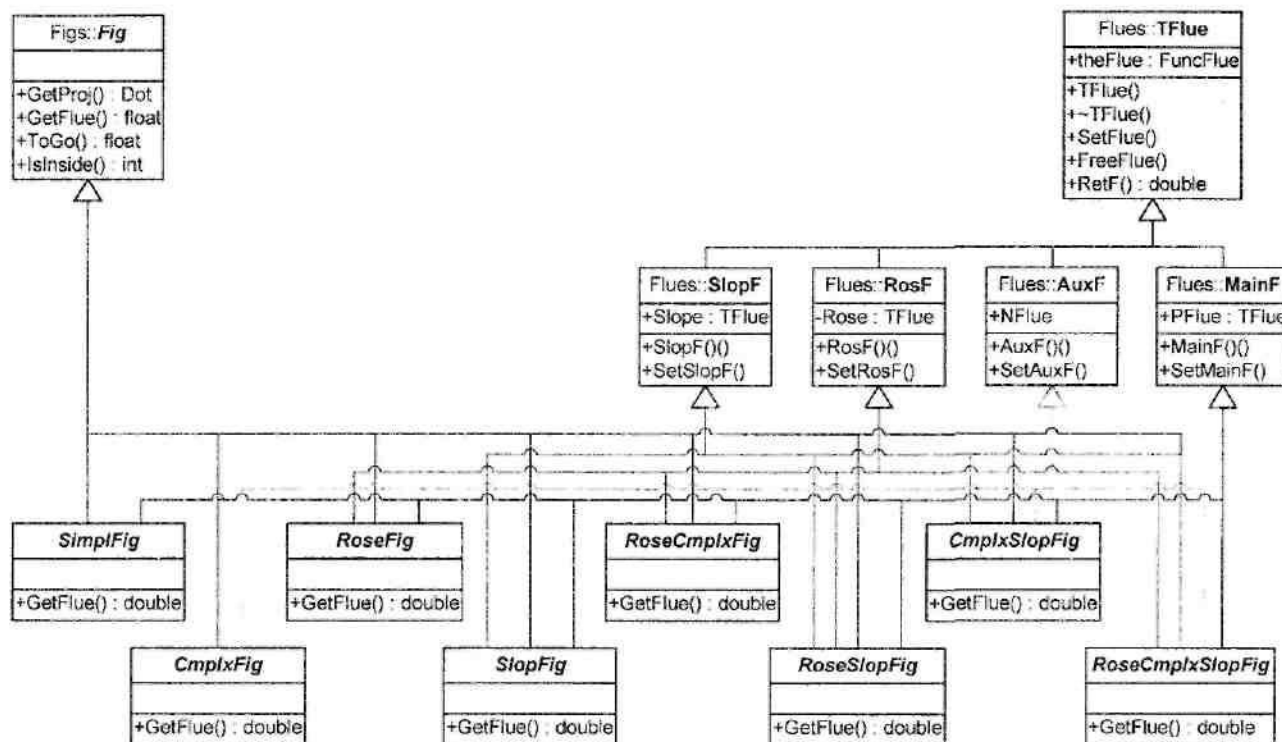 Figs::Fig
+GetProj() : Dot
+GetFlue() : float
+ToGo() : float
+IsInside() : int
Flues::TFlue
+theFlue : FuncFlue
+TFlue()
+~TFlue()
+SetFlue()
+FreeFlue()
+RetF() : double
Flues::SlopF
+Slope : TFlue
+SlopF()()
+SetSlopF()
Flues::RosF
-Rose : TFlue
+RosF()()
+SetRosF()
Flues::AuxF
+NFlue
+AuxF()()
+SetAuxF()
Flues::MainF
+PFlue : TFlue
+MainF()()
+SetMainF()
SimplFig
+GetFlue() : double
RoseFig
+GetFlue() : double
RoseCmplxFig
+GetFlue() : double
CmplxSlopFig
+GetFlue() : double
CmplxFig
+GetFlue() : double
SlopFig
+GetFlue() : double
RoseSlopFig
+GetFlue() : double
RoseCmplxSlopFig
+GetFlue() : double